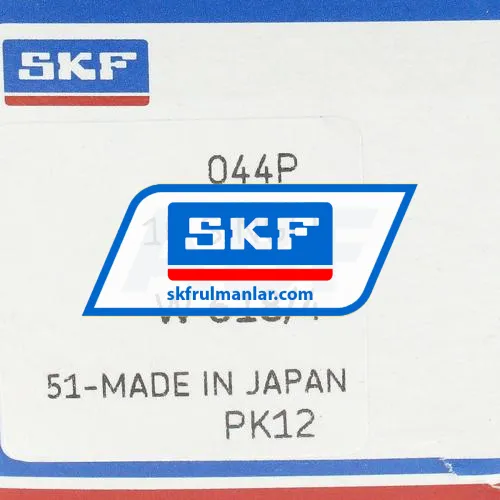 SKF
044P
SKF
skfrulmanlar.com
51-MADE IN JAPAN
PK12